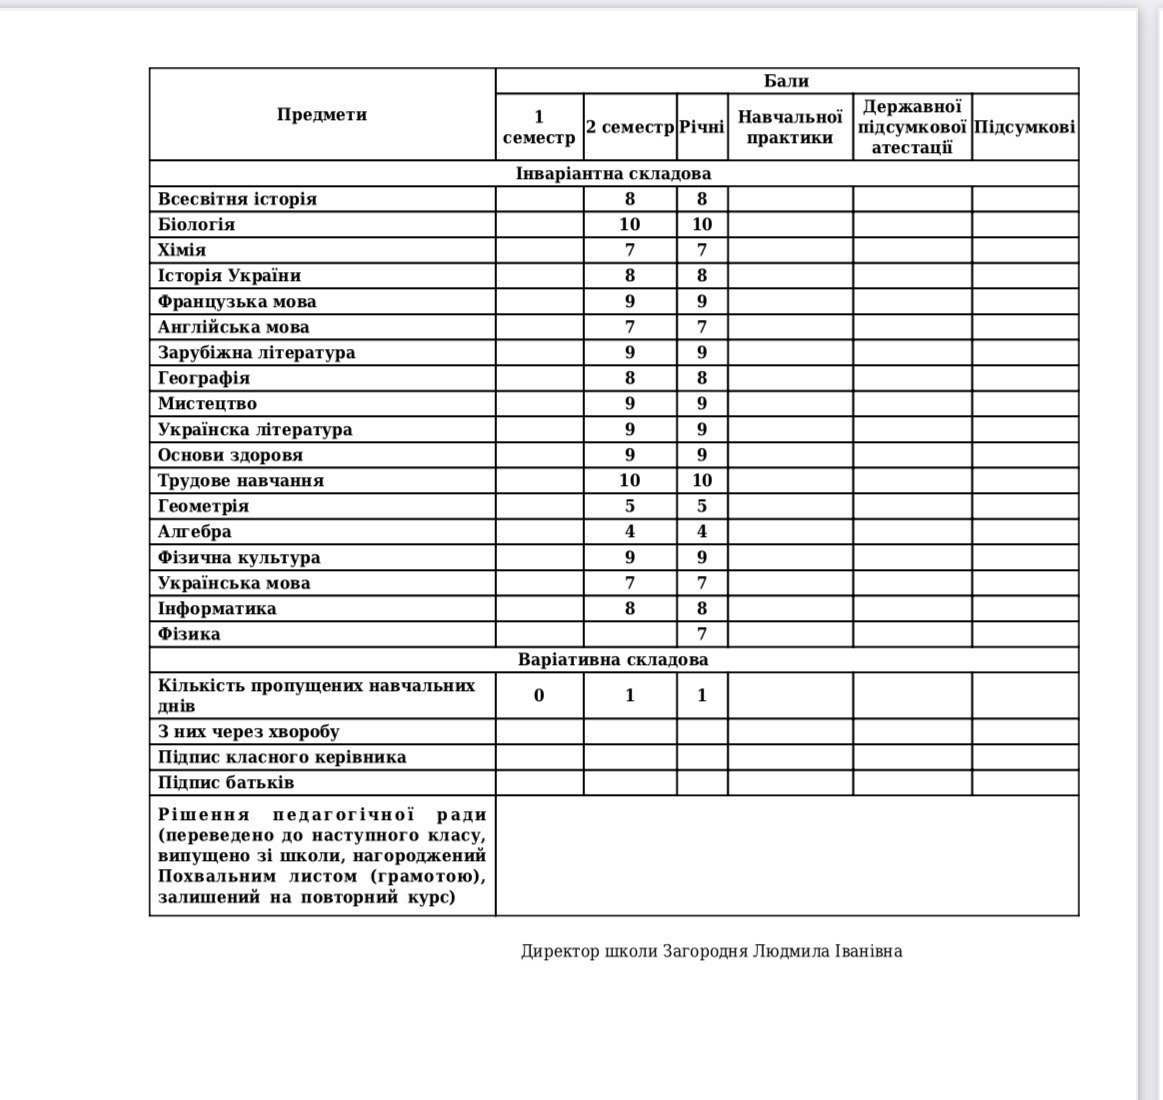 Предмети
Бали
1 семестр
2 семестр
Річні
Навчальної практики
Державної підсумкової атестації
Підсумкові
Інваріантна складова
Всесвітня історія 8 8
Біологія 10 10
Хімія 7 7
Історія України 8 8
Французька мова 9 9
Англійська мова 7 7
Зарубіжна література 9 9
Географія 8 8
Мистецтво 9 9
Українска література 9 9
Основи здоровя 9 9
Трудове навчання 10 10
Геометрія 5 5
Алгебра 4 4
Фізична культура 9 9
Українська мова 7 7
Інформатика 8 8
Фізика 7
Варіативна складова
Кількість пропущених навчальних
днів 0 1 1
З них через хворобу
Підпис класного керівника
Підпис батьків
Рішення педагогічної ради
(переведено до наступного класу,
випущено зі школи, нагороджений
Похвальним листом (грамотою),
залишений на повторний курс)
Директор школи Загородня Людмила Іванівна